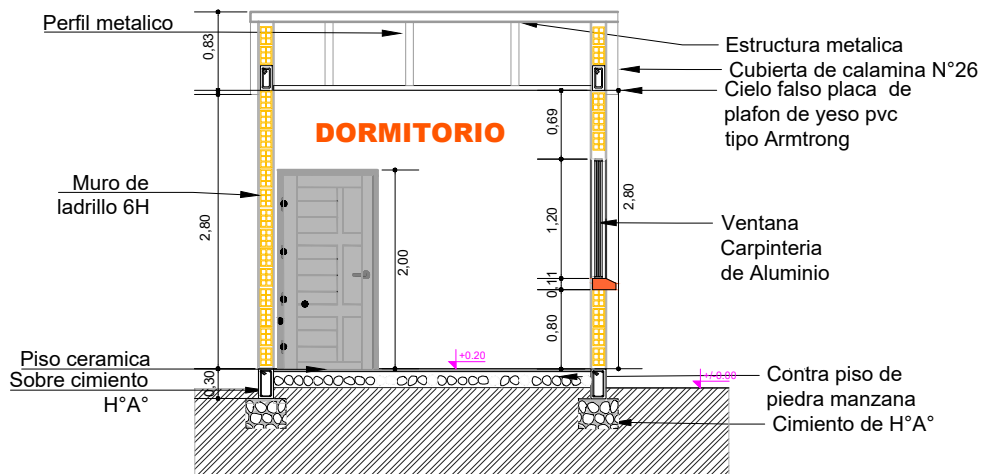 Perfil metalico
0,83
Estructura metalica
Cubierta de calamina N°26
Cielo falso placa de
plafon de yeso pvc
tipo Armtrong
0,69
DORMITORIO
Muro de
ladrillo 6H
2,80
2,00
1,20
2,80
Ventana
Carpinteria
de Aluminio
0,11
0,80
Piso ceramica
+0.20
Sobre cimiento
H°A°
0,30
+/-0.00
Contra piso de
piedra manzana
Cimiento de H°A°